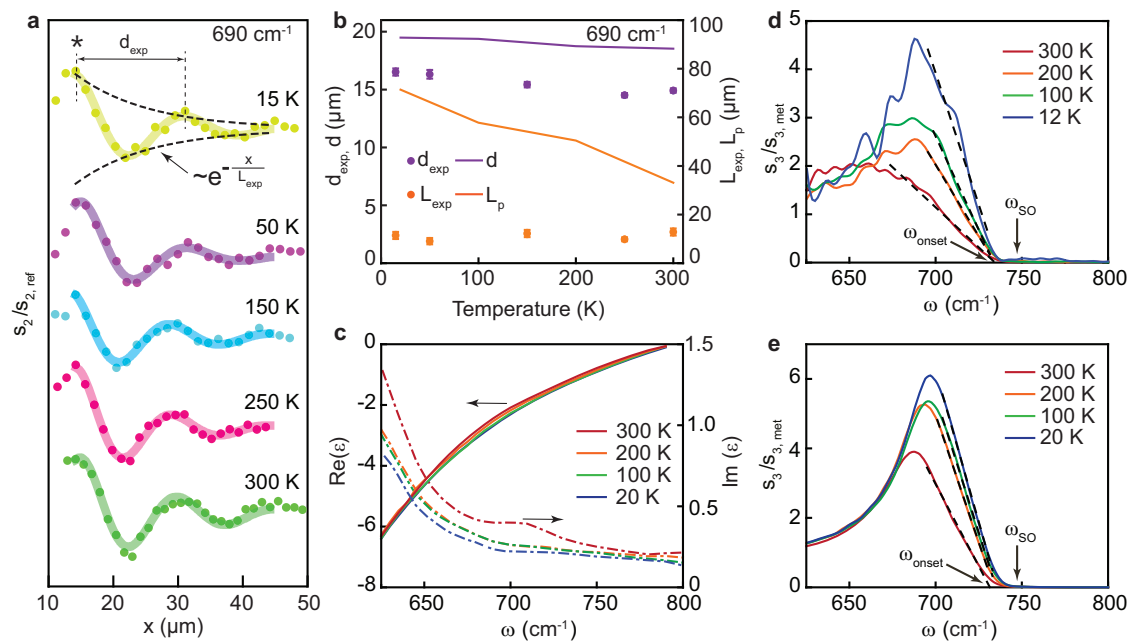 a
690 cm⁻¹
*
d_exp
15 K
~e^(-x/L_exp)
50 K
150 K
250 K
300 K
s₂/s₂, ref
10 20 30 40 50
x (µm)
b
690 cm⁻¹
20
15
10
5
0
d_exp, d (µm)
100
80
60
40
20
0
L_exp, L_p (µm)
d_exp d
L_exp L_p
0 100 200 300
Temperature (K)
c
0
-2
-4
-6
-8
Re(ε)
1.5
1.0
0.5
0
Im (ε)
300 K
200 K
100 K
20 K
650 700 750 800
ω (cm⁻¹)
d
5
4
3
2
1
0
s₃/s₃, met
300 K
200 K
100 K
12 K
ω_SO
ω_onset
650 700 750 800
ω (cm⁻¹)
e
6
4
2
0
s₃/s₃, met
300 K
200 K
100 K
20 K
ω_SO
ω_onset
650 700 750 800
ω (cm⁻¹)